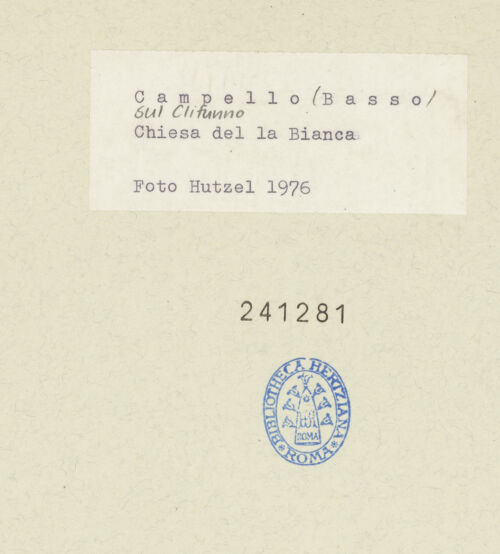 Campello (Basso)
sul Clitunno
Chiesa del la Bianca
Foto Hutzel 1976
241281
BIBLIOTHECA HERTZIANA
ROMA
ROMA